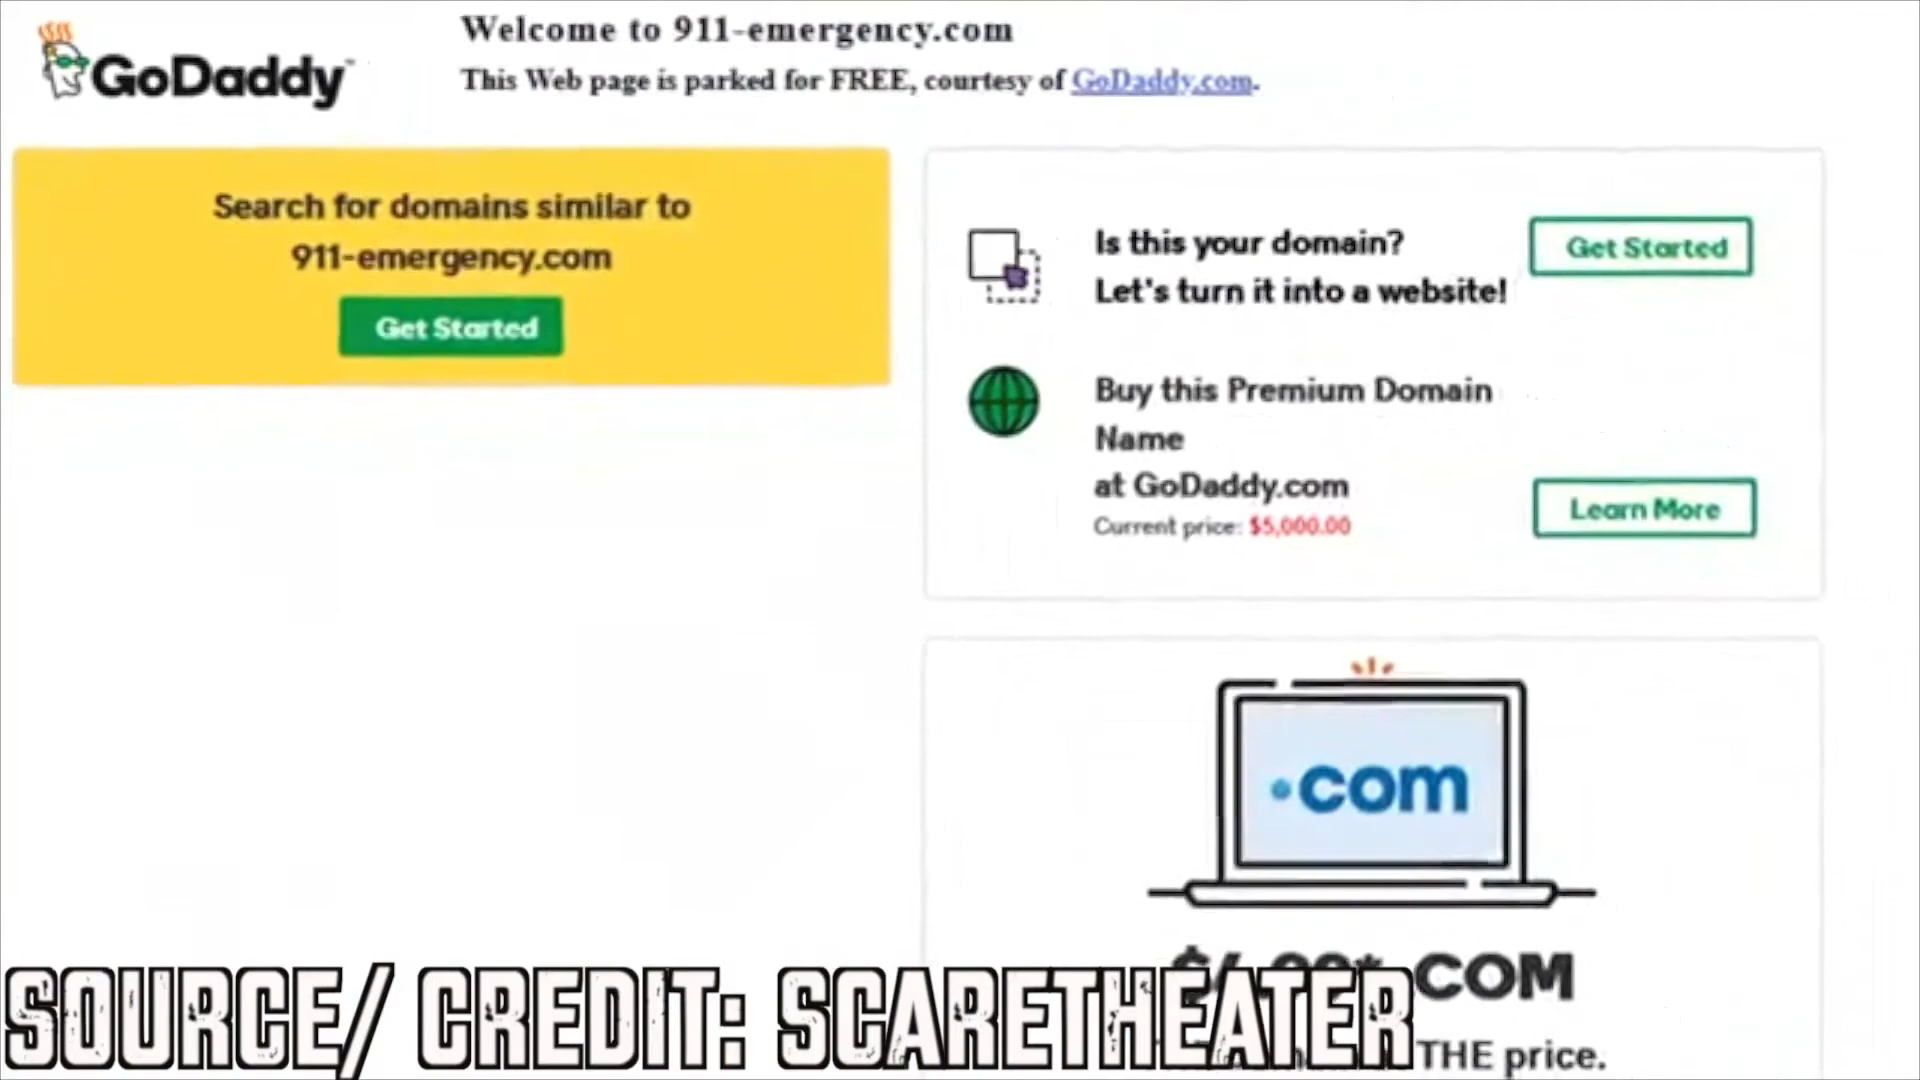 GoDaddy
Welcome to 911-emergency.com
This Web page is parked for FREE, courtesy of GoDaddy.com.
Search for domains similar to
911-emergency.com
Get Started
Is this your domain?
Let's turn it into a website!
Get Started
Buy this Premium Domain
Name
at GoDaddy.com
Current price: $5,000.00
Learn More
.com
COM
THE price.
SOURCE/ CREDIT: SCARETHEATER